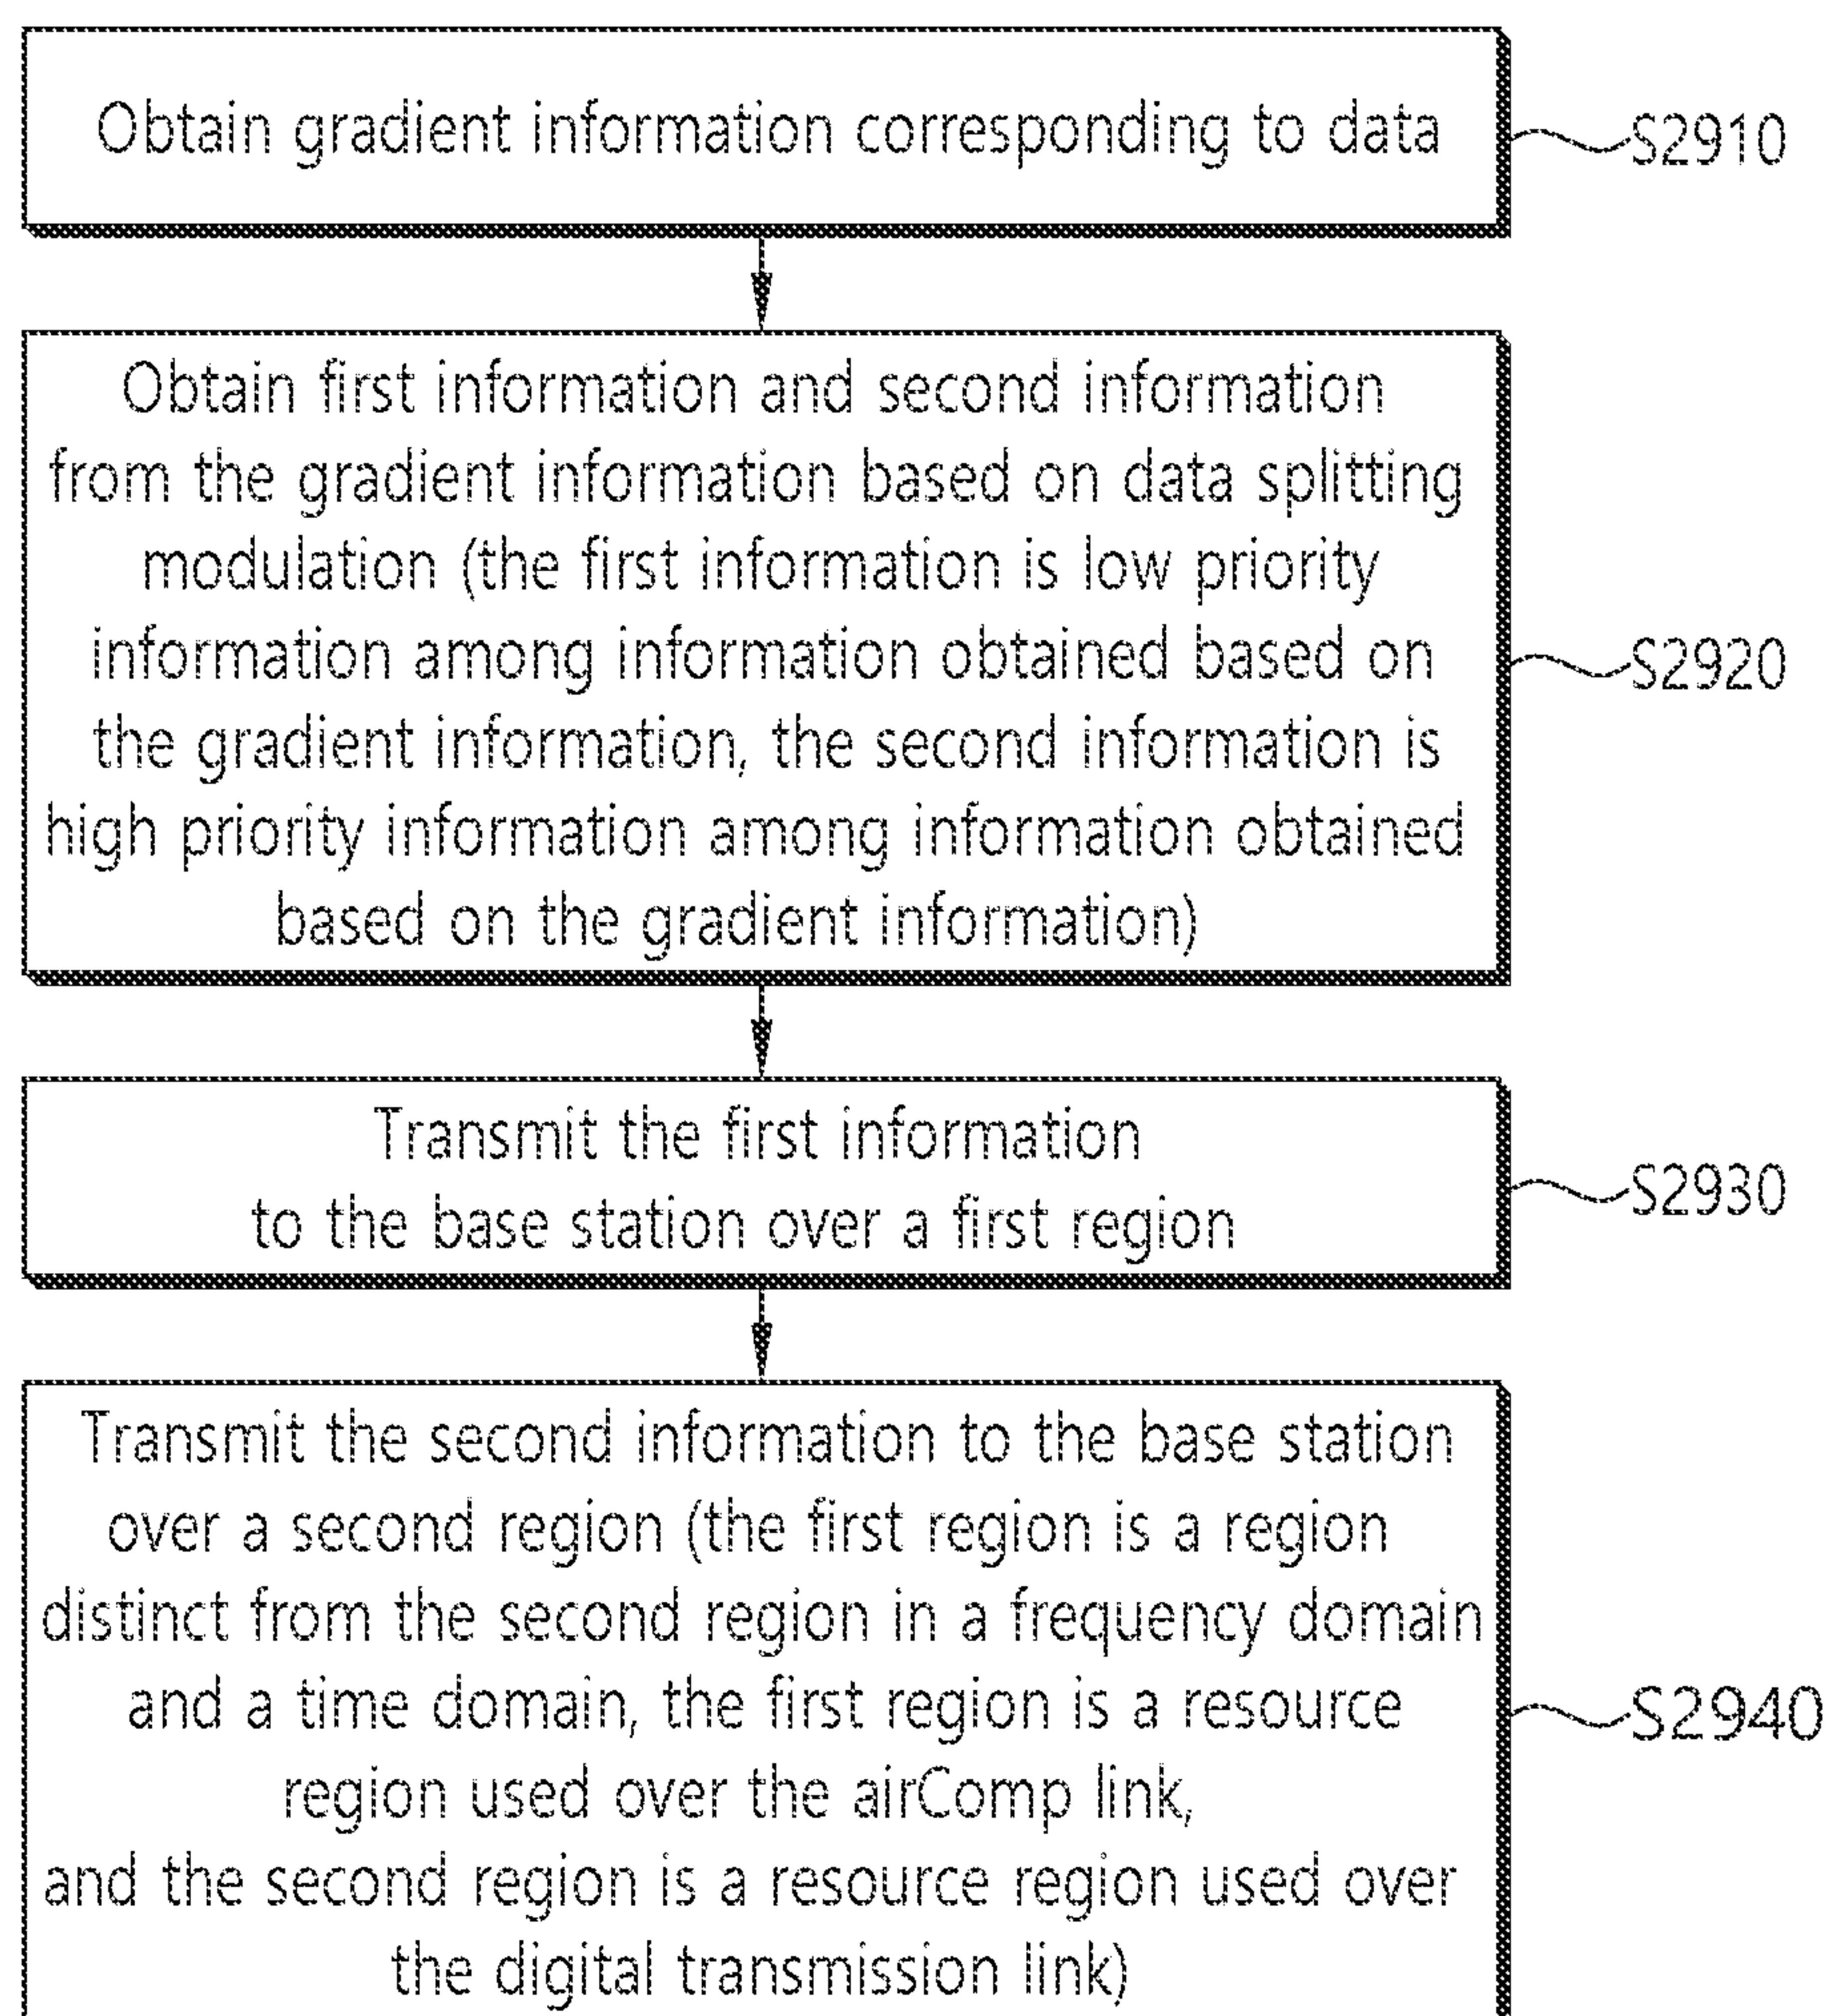 Obtain gradient information corresponding to data
S2910
Obtain first information and second information
from the gradient information based on data splitting
modulation (the first information is low priority
information among information obtained based on
S2920
the gradient information, the second information is
high priority information among information obtained
based on the gradient information)
Transmit the first information
to the base station over a first region
S2930
Transmit the second information to the base station
over a second region (the first region is a region
distinct from the second region in a frequency domain
and a time domain, the first region is a resource
S2940
region used over the airComp link,
and the second region is a resource region used over
the digital transmission link)